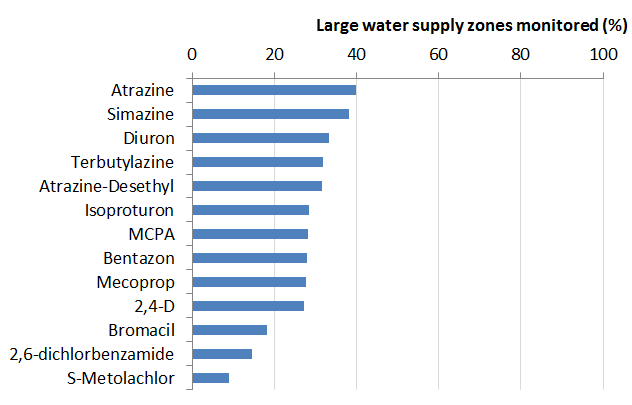 Large water supply zones monitored (%)
0 20 40 60 80 100
Atrazine
Simazine
Diuron
Terbutylazine
Atrazine-Desethyl
Isoproturon
MCPA
Bentazon
Mecoprop
2,4-D
Bromacil
2,6-dichlorbenzamide
S-Metolachlor